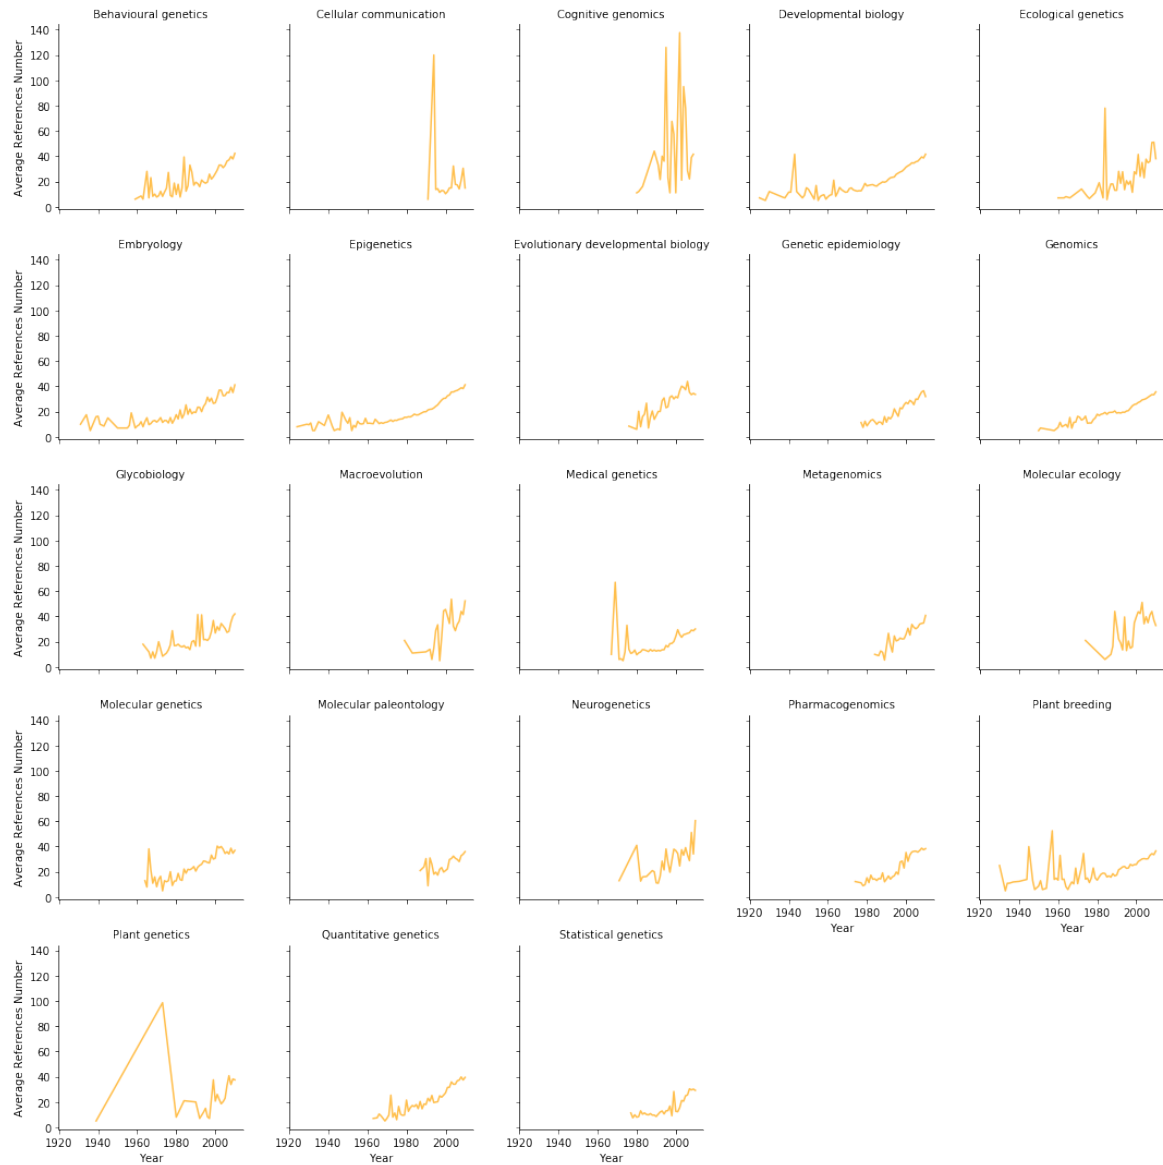 Behavioural genetics
Cellular communication
Cognitive genomics
Developmental biology
Ecological genetics
Average References Number
140
120
100
80
60
40
20
0
Embryology
Epigenetics
Evolutionary developmental biology
Genetic epidemiology
Genomics
Average References Number
140
120
100
80
60
40
20
0
Glycobiology
Macroevolution
Medical genetics
Metagenomics
Molecular ecology
Average References Number
140
120
100
80
60
40
20
0
Molecular genetics
Molecular paleontology
Neurogenetics
Pharmacogenomics
Plant breeding
Average References Number
140
120
100
80
60
40
20
0
1920 1940 1960 1980 2000
Year
1920 1940 1960 1980 2000
Year
Plant genetics
Quantitative genetics
Statistical genetics
Average References Number
140
120
100
80
60
40
20
0
1920 1940 1960 1980 2000
Year
1920 1940 1960 1980 2000
Year
1920 1940 1960 1980 2000
Year